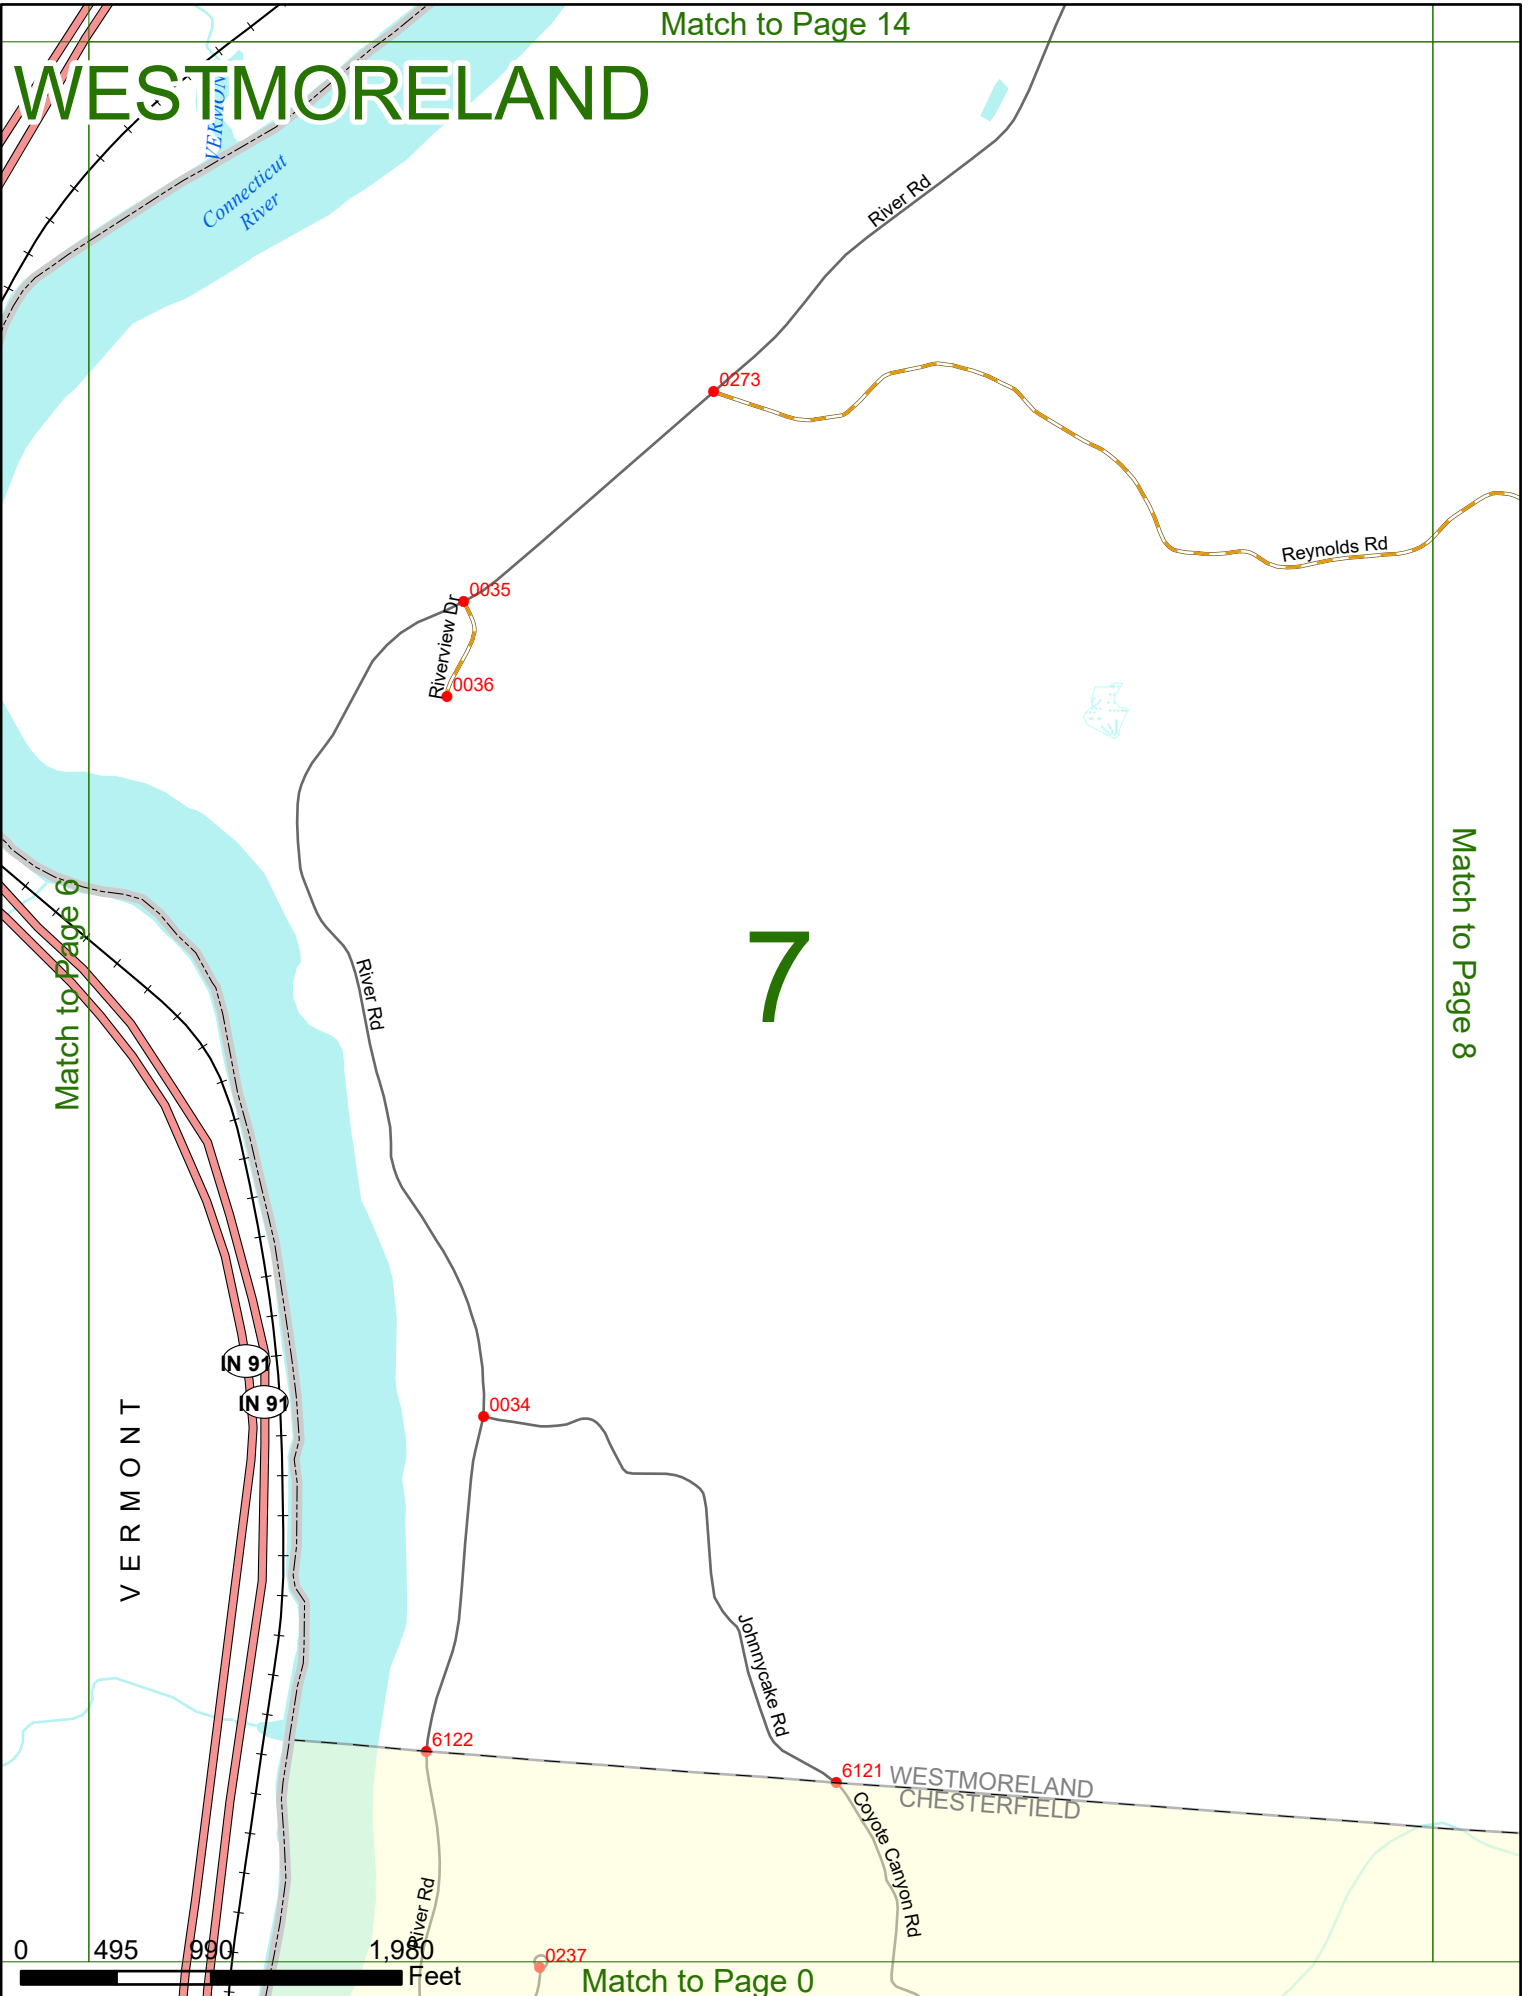 Match to Page 14
WESTMORELAND
VERMON
Connecticut
River
River Rd
0273
Reynolds Rd
0035
Riverview Dr
0036
Match to Page 6
Match to Page 8
7
River Rd
IN 91
IN 91
0034
VERMONT
Johnnycake Rd
6122
6121
WESTMORELAND
CHESTERFIELD
Coyote Canyon Rd
River Rd
0237
0 495 990 1,980
Feet
Match to Page 0